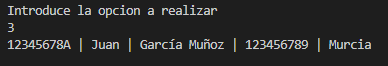 Introduce la opcion a realizar
3
12345678A | Juan | García Muñoz | 123456789 | Murcia